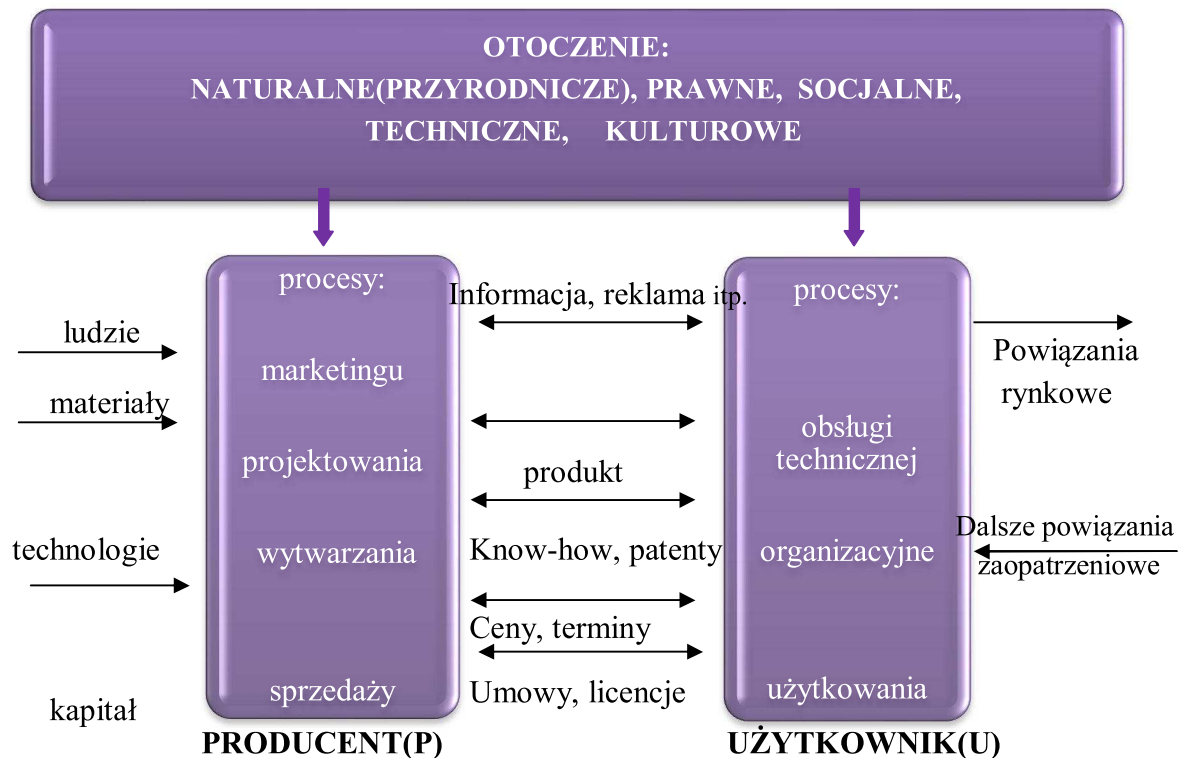 OTOCZENIE:
NATURALNE(PRZYRODNICZE), PRAWNE, SOCJALNE,
TECHNICZNE, KULTUROWE
ludzie
materiały
technologie
kapitał
procesy:
marketingu
projektowania
wytwarzania
sprzedaży
PRODUCENT(P)
Informacja, reklama itp.
produkt
Know-how, patenty
Ceny, terminy
Umowy, licencje
procesy:
obsługi
technicznej
organizacyjne
użytkowania
UŻYTKOWNIK(U)
Powiązania
rynkowe
Dalsze powiązania
zaopatrzeniowe